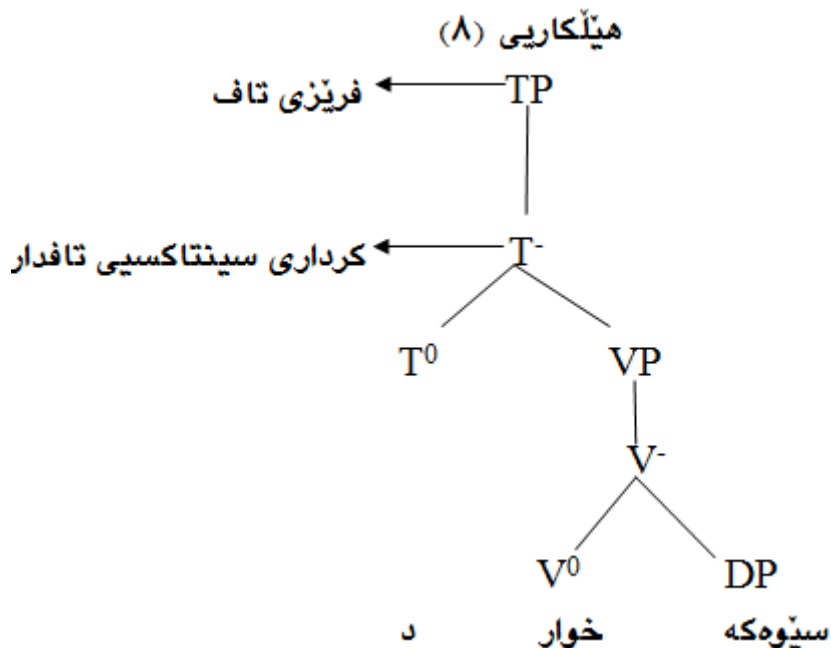 هێڵکاریی (٨)
TP فرێزی تاف
T- کرداری سینتاکسیی تافدار
T⁰ VP
V-
V⁰ DP
د خوار سێوەکە